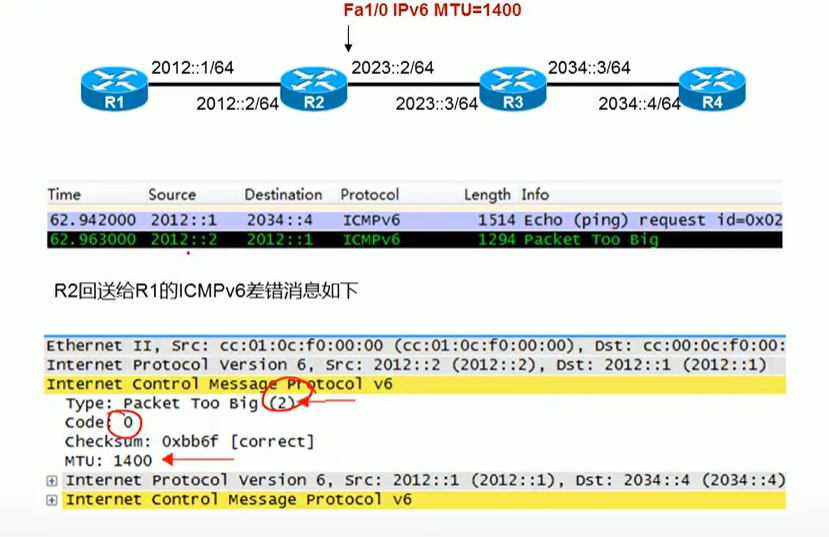 Fa1/0 IPv6 MTU=1400
2012::1/64 2023::2/64 2034::3/64
R1 R2 R3 R4
2012::2/64 2023::3/64 2034::4/64
Time Source Destination Protocol Length Info
62.942000 2012::1 2034::4 ICMPv6 1514 Echo (ping) request id=0x02
62.963000 2012::2 2012::1 ICMPv6 1294 Packet Too Big
R2回送给R1的ICMPv6差错消息如下
Ethernet II, Src: cc:01:0c:f0:00:00 (cc:01:0c:f0:00:00), Dst: cc:00:0c:f0:00:
Internet Protocol Version 6, Src: 2012::2 (2012::2), Dst: 2012::1 (2012::1)
Internet Control Message Protocol v6
Type: Packet Too Big (2)
Code: 0
Checksum: 0xbb6f [correct]
MTU: 1400
Internet Protocol Version 6, Src: 2012::1 (2012::1), Dst: 2034::4 (2034::4)
Internet Control Message Protocol v6